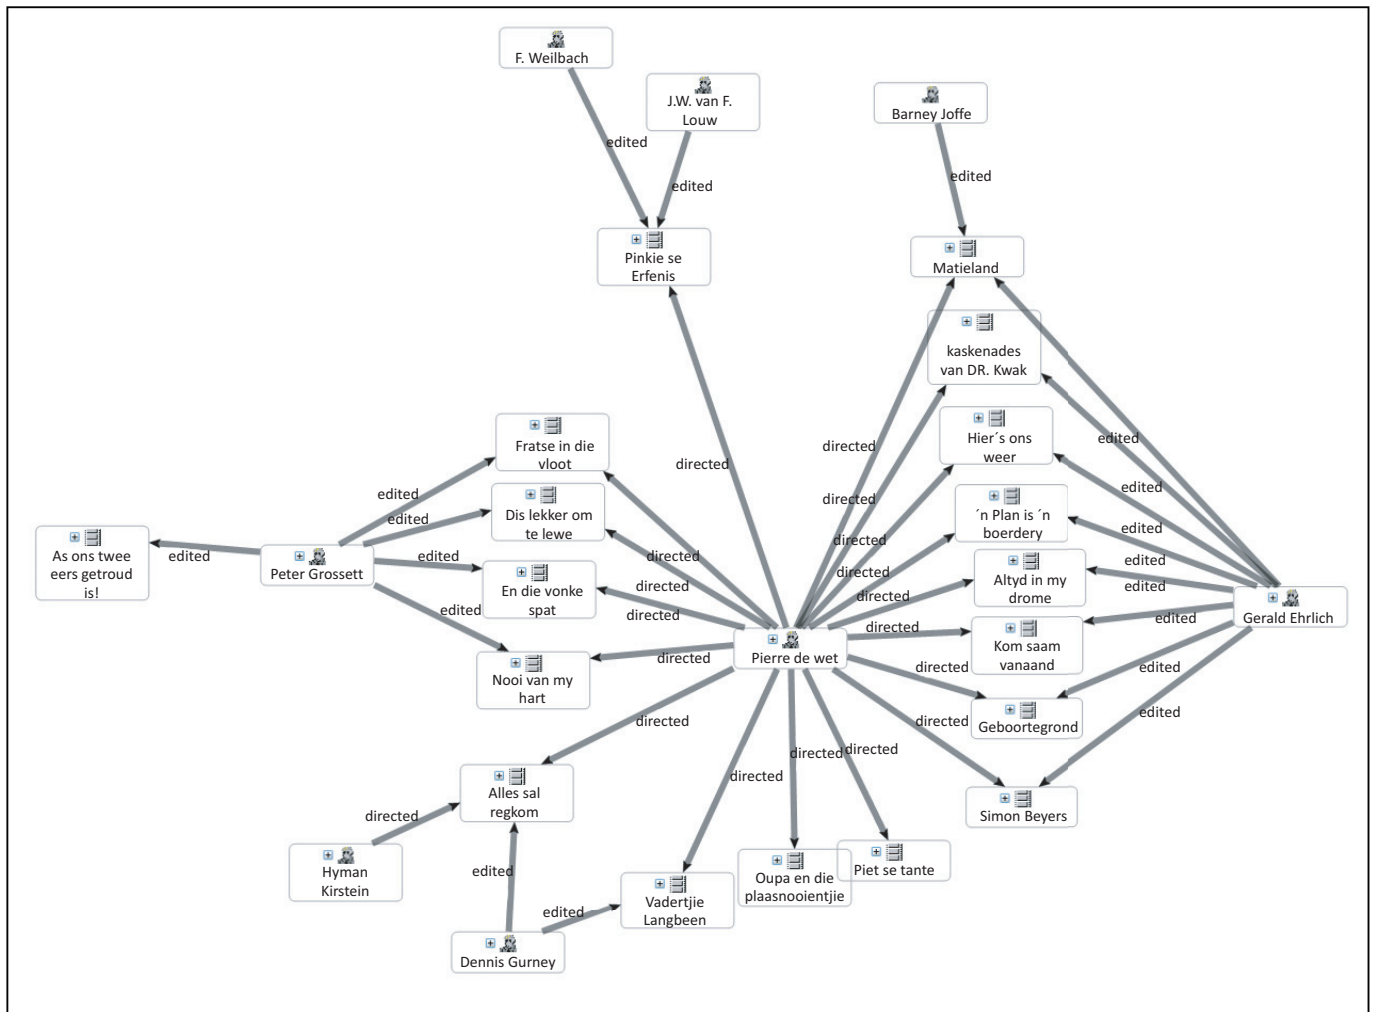 F. Weilbach
J.W. van F.
Louw
Barney Joffe
edited
edited
edited
Pinkie se
Erfenis
Matieland
kaskenades
van DR. Kwak
directed
directed
directed
edited
Hier´s ons
weer
Fratse in die
vloot
edited
edited
Dis lekker om
te lewe
´n Plan is ´n
boerdery
edited
edited
directed
As ons twee
eers getroud
is!
edited
Peter Grossett
edited
En die vonke
spat
directed
directed
directed
directed
directed
Altyd in my
drome
edited
edited
Gerald Ehrlich
edited
edited
directed
Kom saam
vanaand
Pierre de wet
directed
Nooi van my
hart
directed
edited
Geboortegrond
directed
directed
edited
directed
directed
directed
Alles sal
regkom
Simon Beyers
directed
Hyman
Kirstein
edited
Oupa en die
plaasnooientjie
Piet se tante
edited
Vadertjie
Langbeen
Dennis Gurney